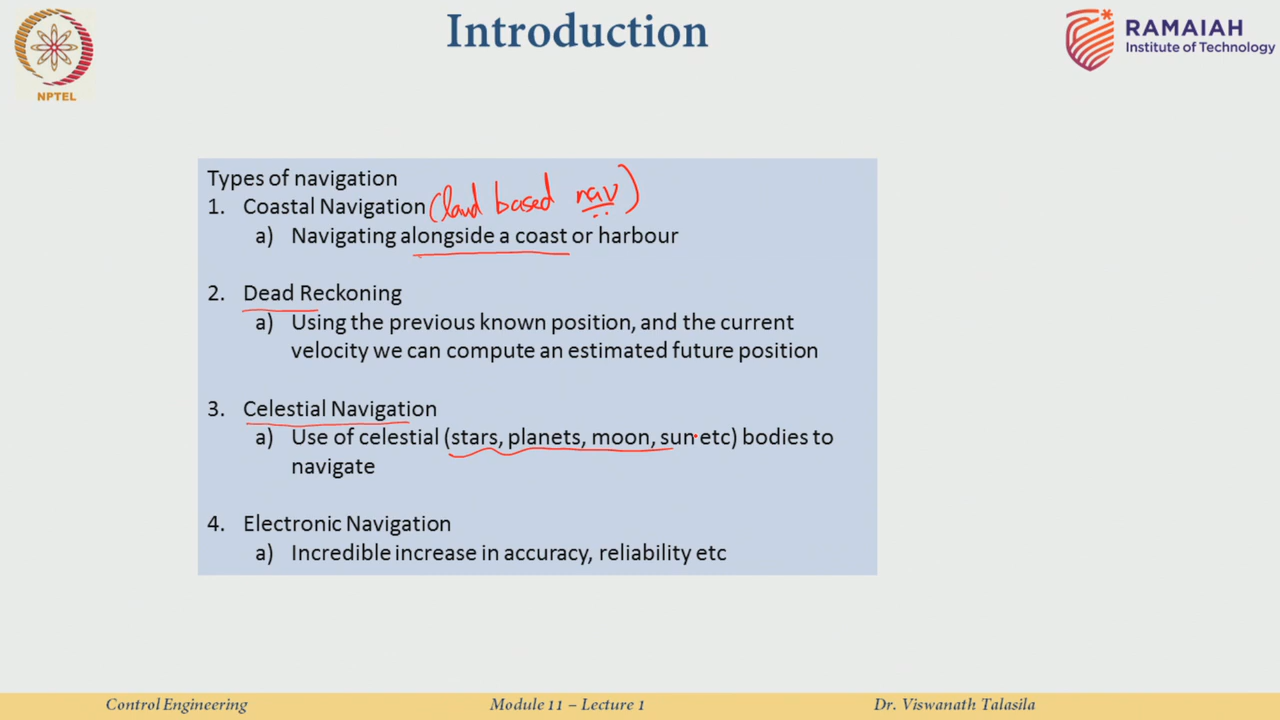 Introduction
NPTEL
RAMAIAH
Institute of Technology
Types of navigation
1. Coastal Navigation (land based nav)
a) Navigating alongside a coast or harbour
2. Dead Reckoning
a) Using the previous known position, and the current
velocity we can compute an estimated future position
3. Celestial Navigation
a) Use of celestial (stars, planets, moon, sun etc) bodies to
navigate
4. Electronic Navigation
a) Incredible increase in accuracy, reliability etc
Control Engineering
Module 11 – Lecture 1
Dr. Viswanath Talasila